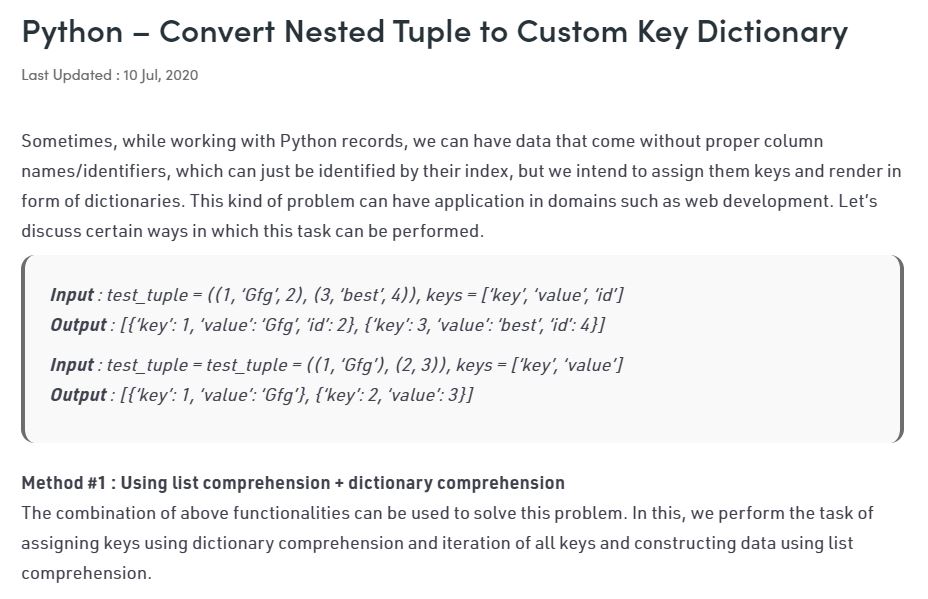 Python – Convert Nested Tuple to Custom Key Dictionary
Last Updated : 10 Jul, 2020
Sometimes, while working with Python records, we can have data that come without proper column
names/identifiers, which can just be identified by their index, but we intend to assign them keys and render in
form of dictionaries. This kind of problem can have application in domains such as web development. Let’s
discuss certain ways in which this task can be performed.
Input : test_tuple = ((1, ‘Gfg’, 2), (3, ‘best’, 4)), keys = [‘key’, ‘value’, ‘id’]
Output : [{‘key’: 1, ‘value’: ‘Gfg’, ‘id’: 2}, {‘key’: 3, ‘value’: ‘best’, ‘id’: 4}]
Input : test_tuple = test_tuple = ((1, ‘Gfg’), (2, 3)), keys = [‘key’, ‘value’]
Output : [{‘key’: 1, ‘value’: ‘Gfg’}, {‘key’: 2, ‘value’: 3}]
Method #1 : Using list comprehension + dictionary comprehension
The combination of above functionalities can be used to solve this problem. In this, we perform the task of
assigning keys using dictionary comprehension and iteration of all keys and constructing data using list
comprehension.